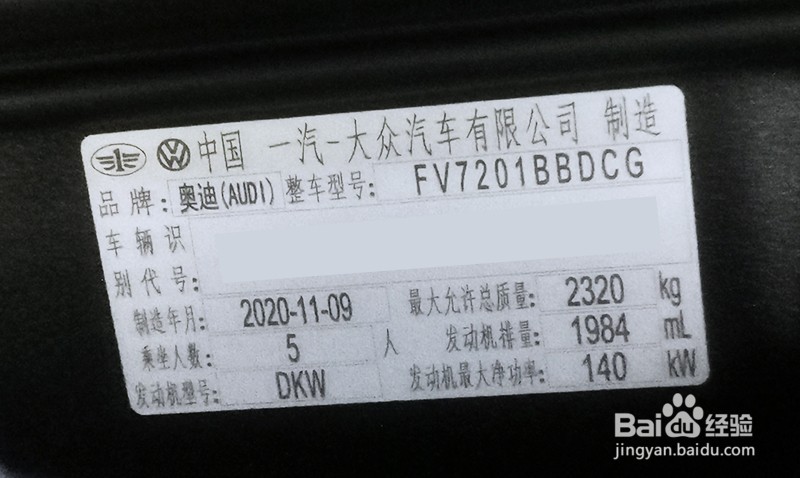 中国 一汽-大众汽车有限公司 制造
品牌: 奥迪(AUDI) 整车型号: FV7201BBDCG
车辆识
别代号:
制造年月: 2020-11-09 最大允许总质量: 2320 kg
乘坐人数: 5 人 发动机排量: 1984 mL
发动机型号: DKW 发动机最大净功率: 140 kW
Baidu经验
jingyan.baidu.com